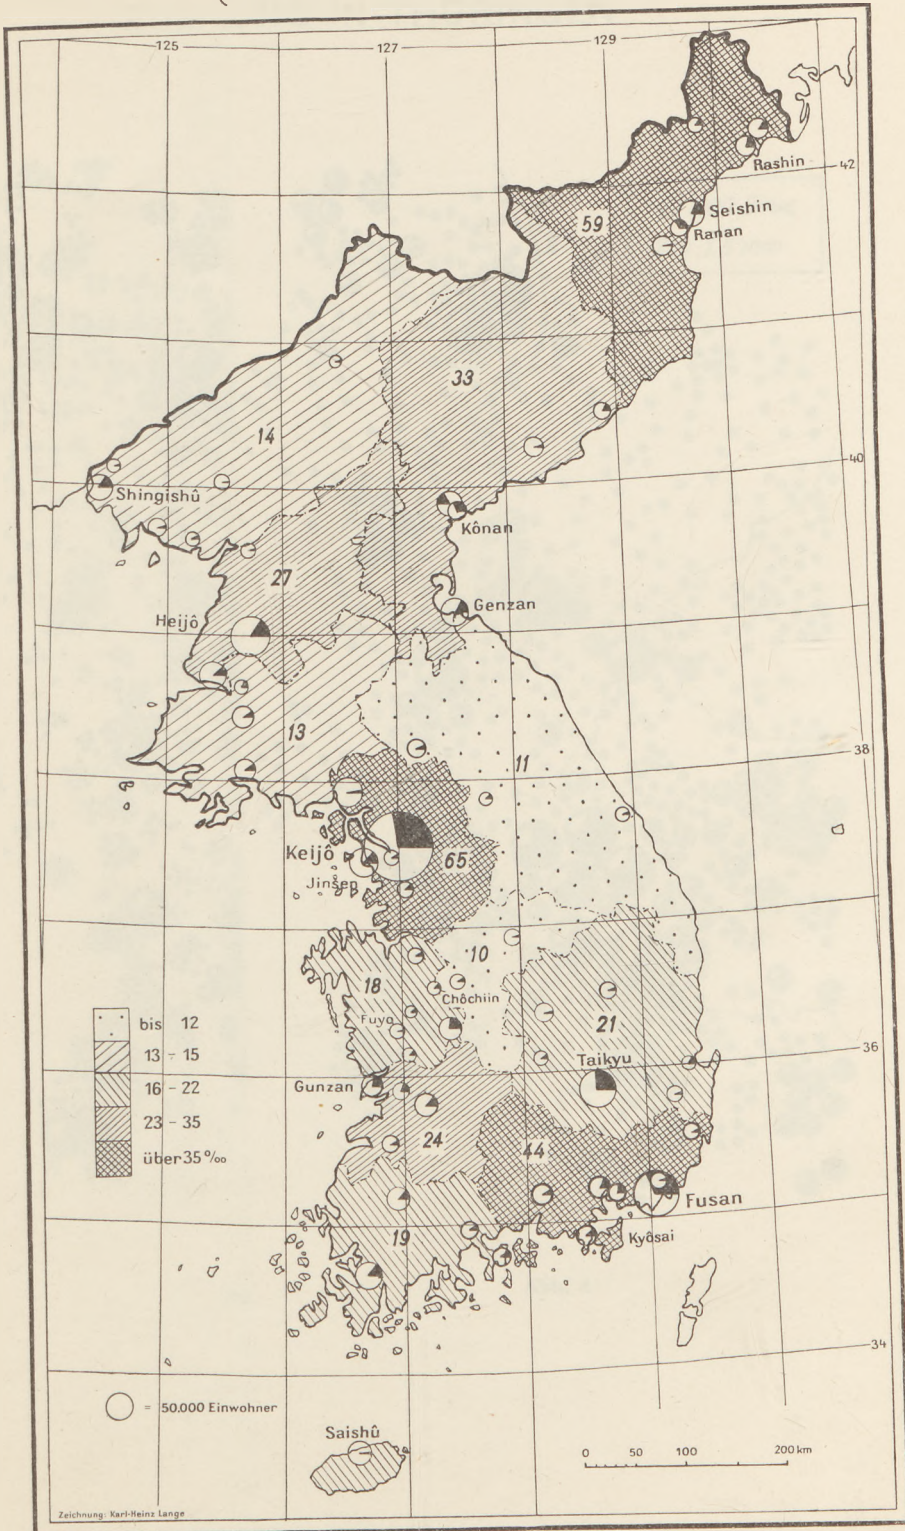 125
127
129
Rashin
42
Seishin
59
Ranan
33
14
40
Shingishû
Kônan
27
Genzan
Heijô
13
38
11
Keijô
65
Jinsen
10
18
Chôchiin
Fuyo
21
36
bis 12
13 - 15
16 - 22
23 - 35
über 35 ‰
Taikyu
Gunzan
24
44
Fusan
Kyôsai
19
34
= 50.000 Einwohner
Saishû
0 50 100 200 km
Zeichnung: Karl-Heinz Lange